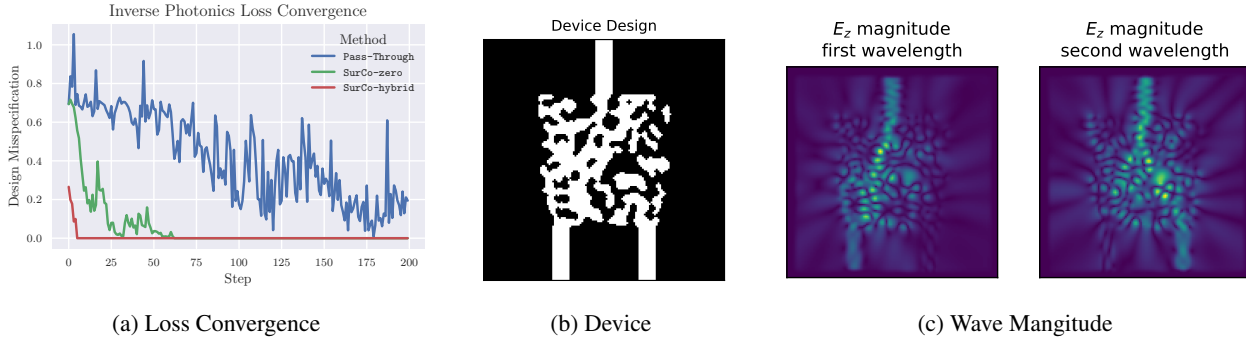 Inverse Photonics Loss Convergence
Design Misspecification
1.0
0.8
0.6
0.4
0.2
0.0
0 25 50 75 100 125 150 175 200
Step
Method
Pass-Through
SurCo-zero
SurCo-hybrid
(a) Loss Convergence
Device Design
(b) Device
E_z magnitude
first wavelength
E_z magnitude
second wavelength
(c) Wave Mangitude